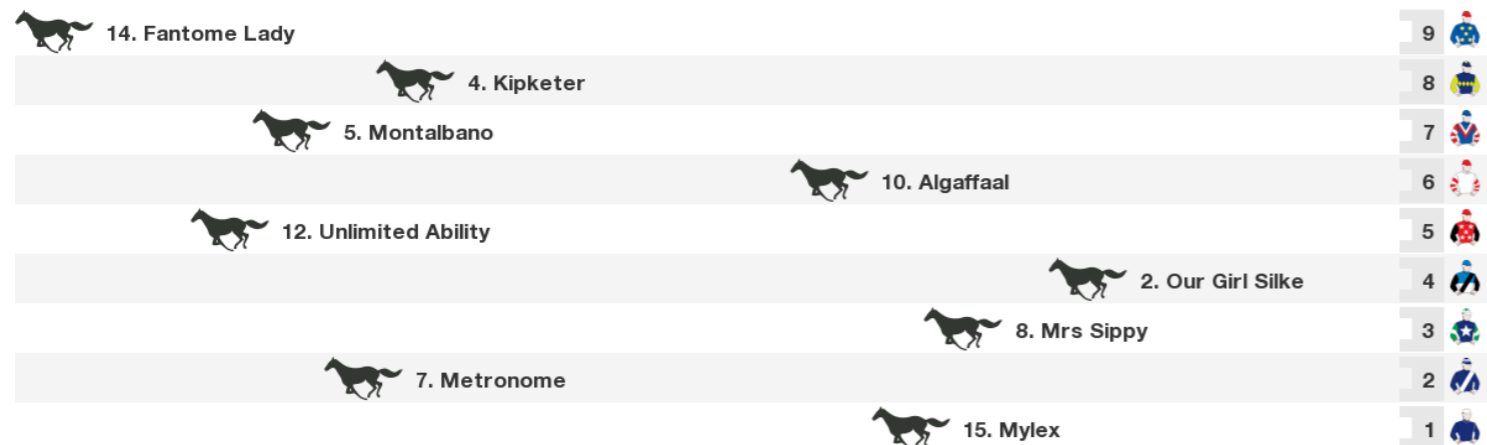 14. Fantome Lady 9
4. Kipketer 8
5. Montalbano 7
10. Algaffaal 6
12. Unlimited Ability 5
2. Our Girl Silke 4
8. Mrs Sippy 3
7. Metronome 2
15. Mylex 1